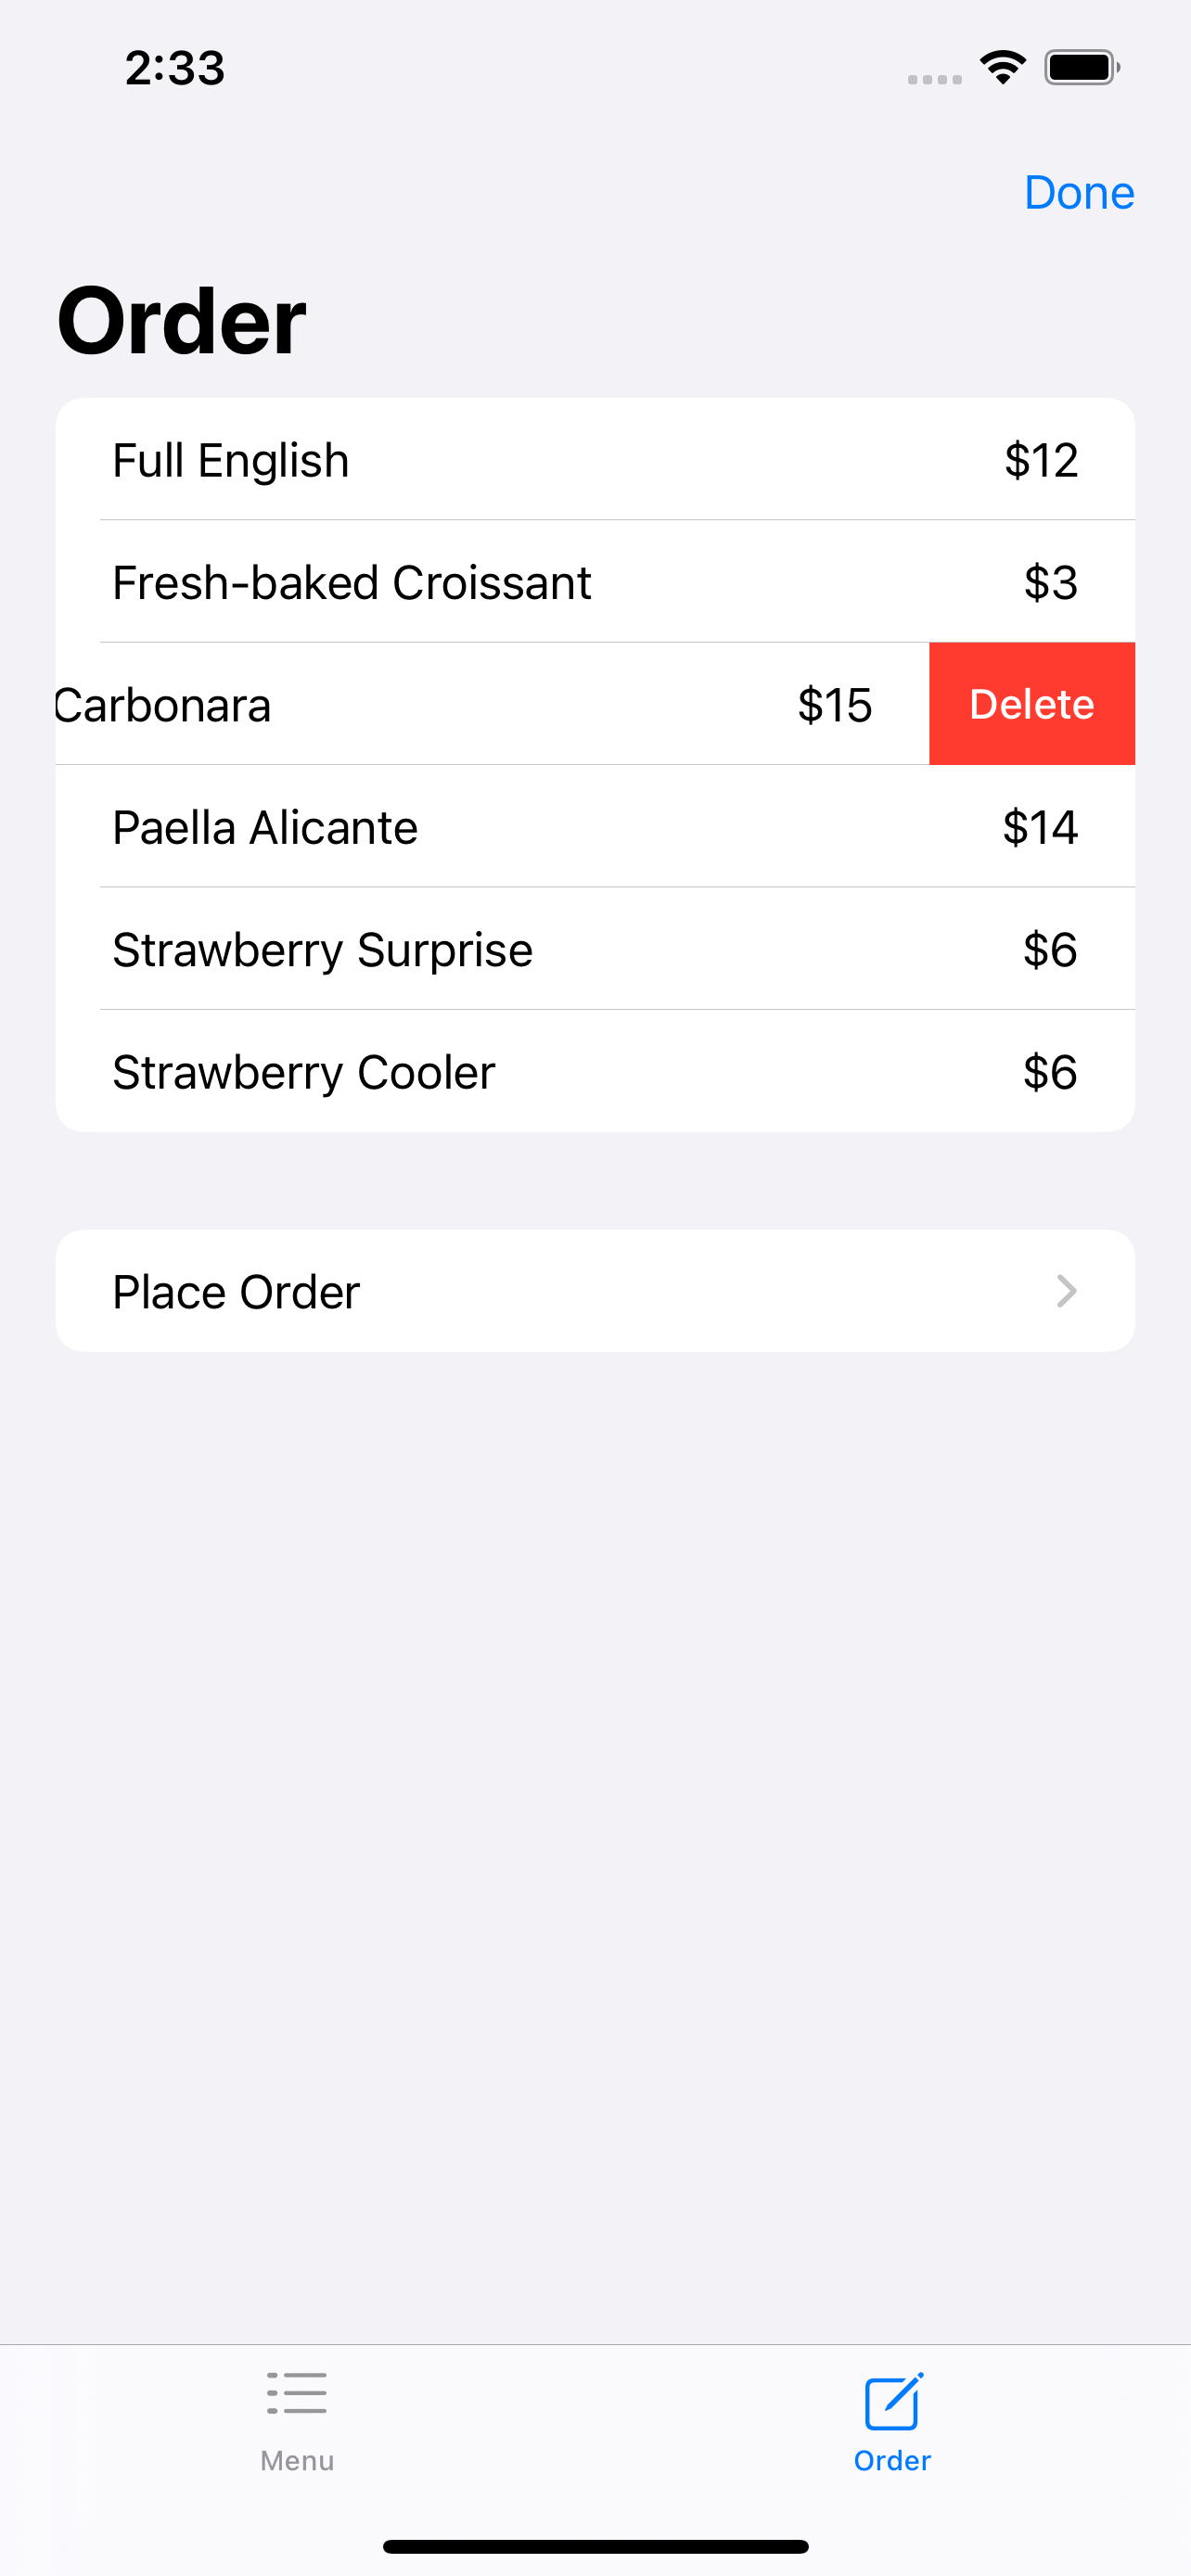 2:33
Done
Order
Full English $12
Fresh-baked Croissant $3
Carbonara $15 Delete
Paella Alicante $14
Strawberry Surprise $6
Strawberry Cooler $6
Place Order
Menu Order